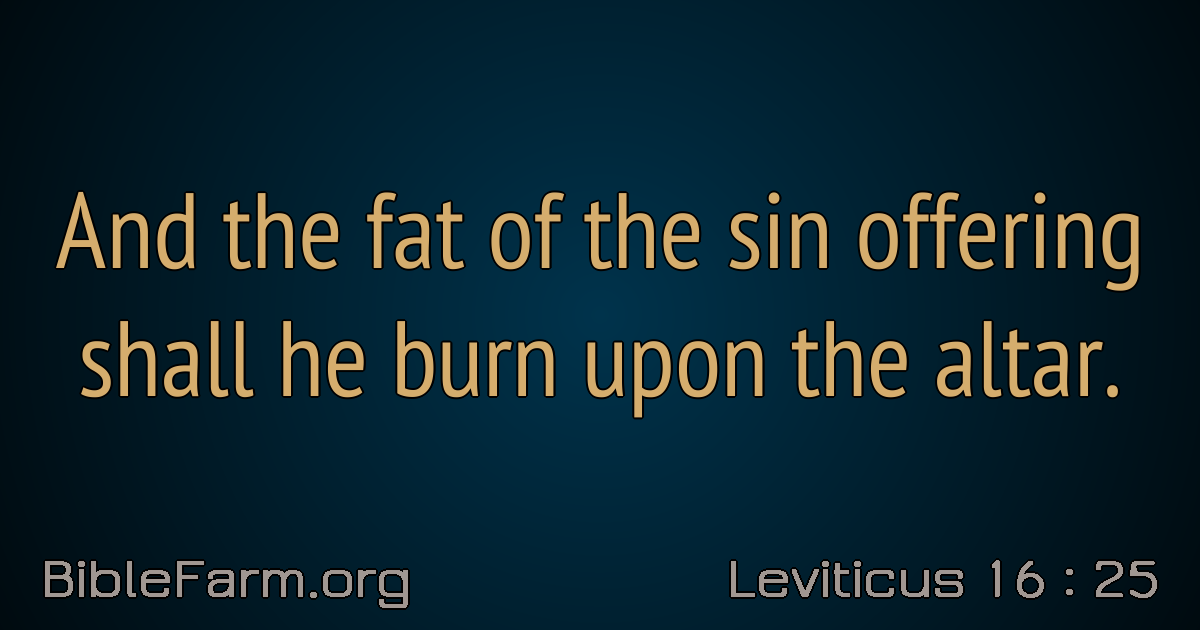 And the fat of the sin offering
shall he burn upon the altar.
BibleFarm.org
Leviticus 16 : 25